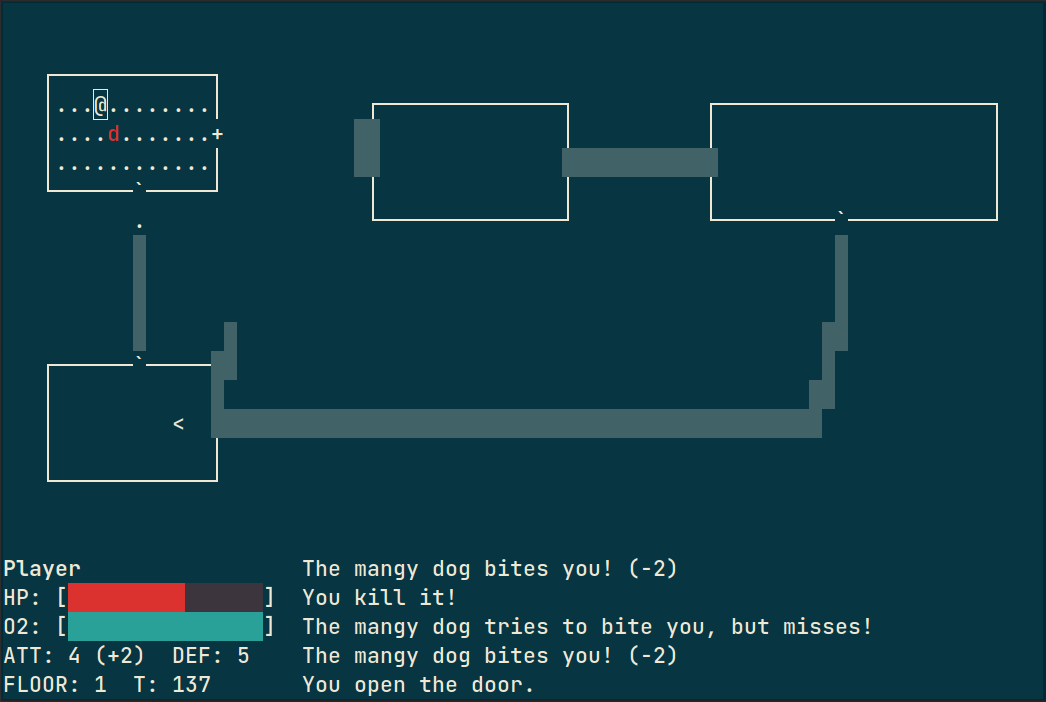 ...@........
....d.......+
............
`
`
.
`
<
Player
HP: [ ]
O2: [ ]
ATT: 4 (+2) DEF: 5
FLOOR: 1 T: 137
The mangy dog bites you! (-2)
You kill it!
The mangy dog tries to bite you, but misses!
The mangy dog bites you! (-2)
You open the door.